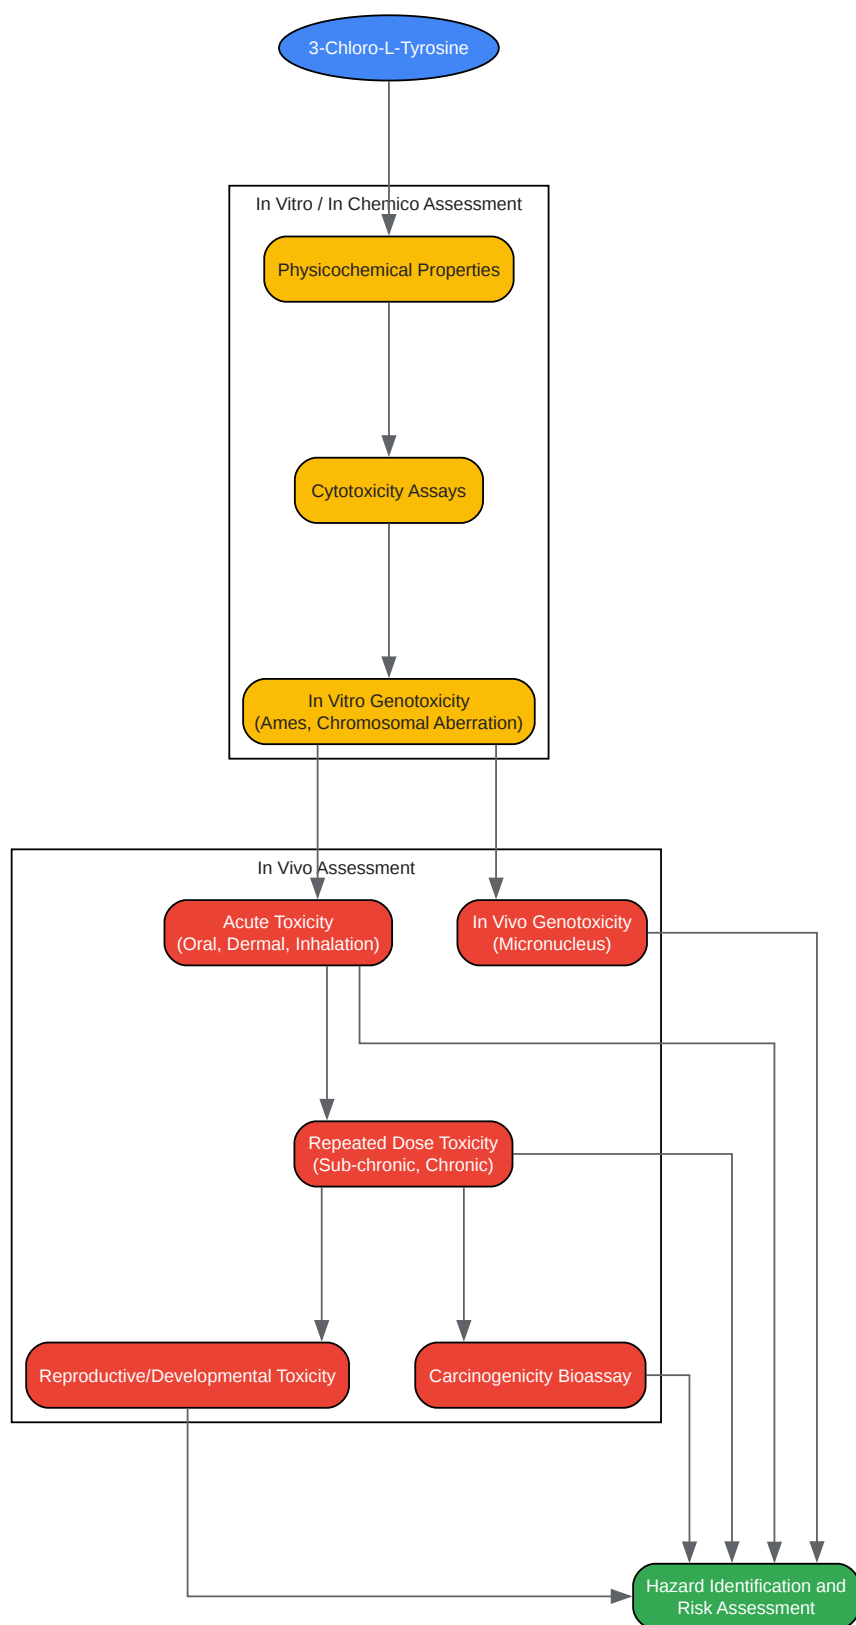 3-Chloro-L-Tyrosine
In Vitro / In Chemico Assessment
Physicochemical Properties
Cytotoxicity Assays
In Vitro Genotoxicity
(Ames, Chromosomal Aberration)
In Vivo Assessment
Acute Toxicity
(Oral, Dermal, Inhalation)
In Vivo Genotoxicity
(Micronucleus)
Repeated Dose Toxicity
(Sub-chronic, Chronic)
Reproductive/Developmental Toxicity
Carcinogenicity Bioassay
Hazard Identification and
Risk Assessment